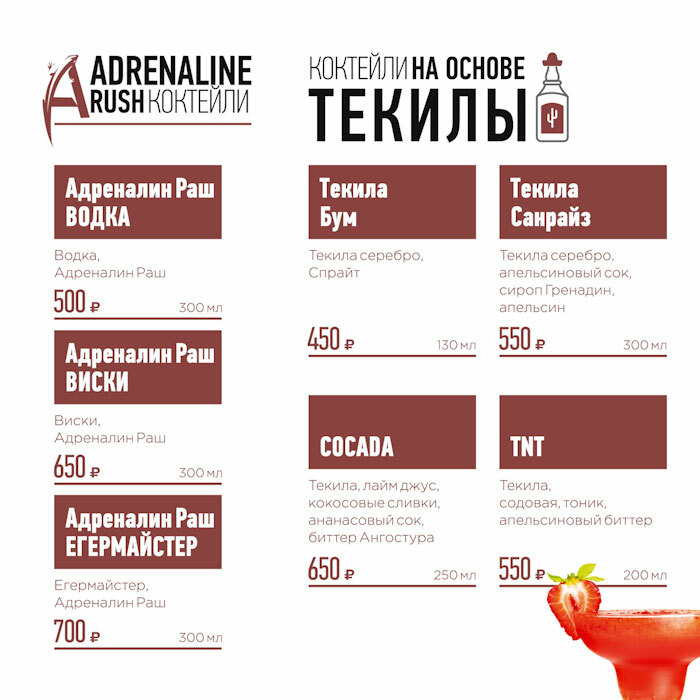 ADRENALINE
RUSH КОКТЕЙЛИ
Адреналин Раш
ВОДКА
Водка,
Адреналин Раш
500 ₽ 300 мл
Адреналин Раш
ВИСКИ
Виски,
Адреналин Раш
650 ₽ 300 мл
Адреналин Раш
ЕГЕРМАЙСТЕР
Егермайстер,
Адреналин Раш
700 ₽ 300 мл
КОКТЕЙЛИ НА ОСНОВЕ
ТЕКИЛЫ
Текила
Бум
Текила серебро,
Спрайт
450 ₽ 130 мл
Текила
Санрайз
Текила серебро,
апельсиновый сок,
сироп Гренадин,
апельсин
550 ₽ 300 мл
COCADA
Текила, лайм джус,
кокосовые сливки,
ананасовый сок,
биттер Ангостура
650 ₽ 250 мл
TNT
Текила,
содовая, тоник,
апельсиновый биттер
550 ₽ 200 мл